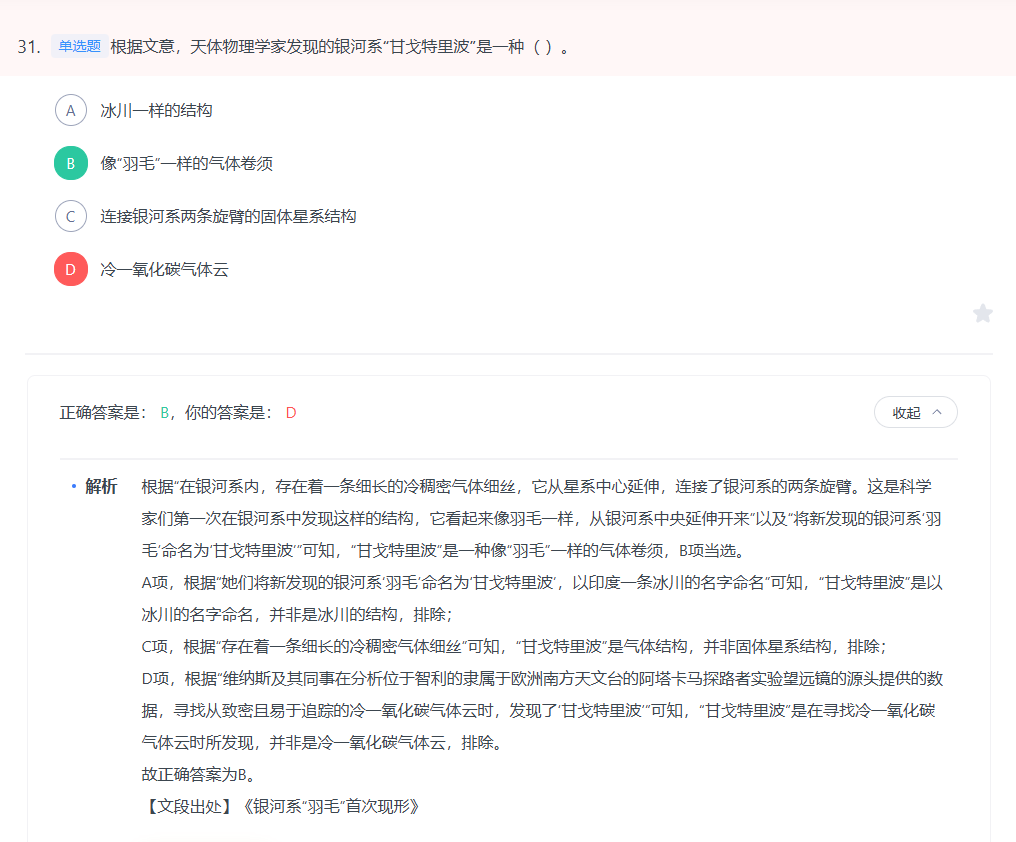 31. 单选题 根据文意，天体物理学家发现的银河系“甘戈特里波”是一种（ ）。
A 冰川一样的结构
B 像“羽毛”一样的气体卷须
C 连接银河系两条旋臂的固体星系结构
D 冷一氧化碳气体云
正确答案是： B，你的答案是： D
收起
解析 根据“在银河系内，存在着一条细长的冷稠密气体细丝，它从星系中心延伸，连接了银河系的两条旋臂。这是科学
家们第一次在银河系中发现这样的结构，它看起来像羽毛一样，从银河系中央延伸开来”以及“将新发现的银河系‘羽
毛’命名为‘甘戈特里波’”可知，“甘戈特里波”是一种像“羽毛”一样的气体卷须，B项当选。
A项，根据“她们将新发现的银河系‘羽毛’命名为‘甘戈特里波’，以印度一条冰川的名字命名”可知，“甘戈特里波”是以
冰川的名字命名，并非是冰川的结构，排除；
C项，根据“存在着一条细长的冷稠密气体细丝”可知，“甘戈特里波”是气体结构，并非固体星系结构，排除；
D项，根据“维纳斯及其同事在分析位于智利的隶属于欧洲南方天文台的阿塔卡马探路者实验望远镜的源头提供的数
据，寻找从致密且易于追踪的冷一氧化碳气体云时，发现了‘甘戈特里波’”可知，“甘戈特里波”是在寻找冷一氧化碳
气体云时所发现，并非是冷一氧化碳气体云，排除。
故正确答案为B。
【文段出处】《银河系“羽毛”首次现形》